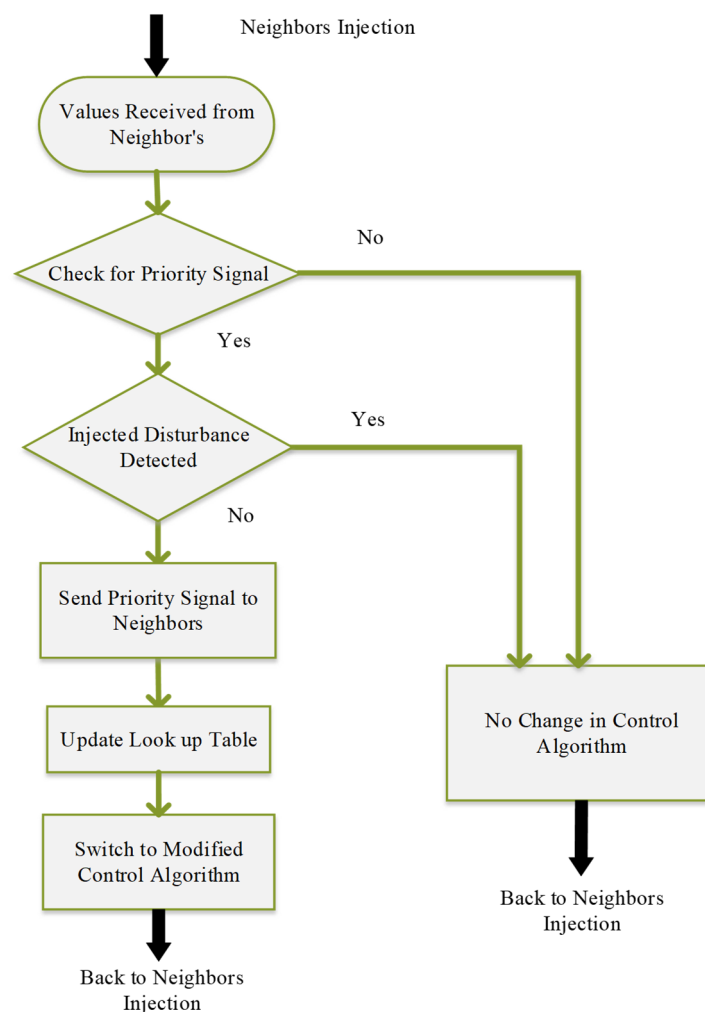 Neighbors Injection
Values Received from
Neighbor's
No
Check for Priority Signal
Yes
Yes
Injected Disturbance
Detected
No
Send Priority Signal to
Neighbors
No Change in Control
Algorithm
Update Look up Table
Switch to Modified
Control Algorithm
Back to Neighbors
Injection
Back to Neighbors
Injection